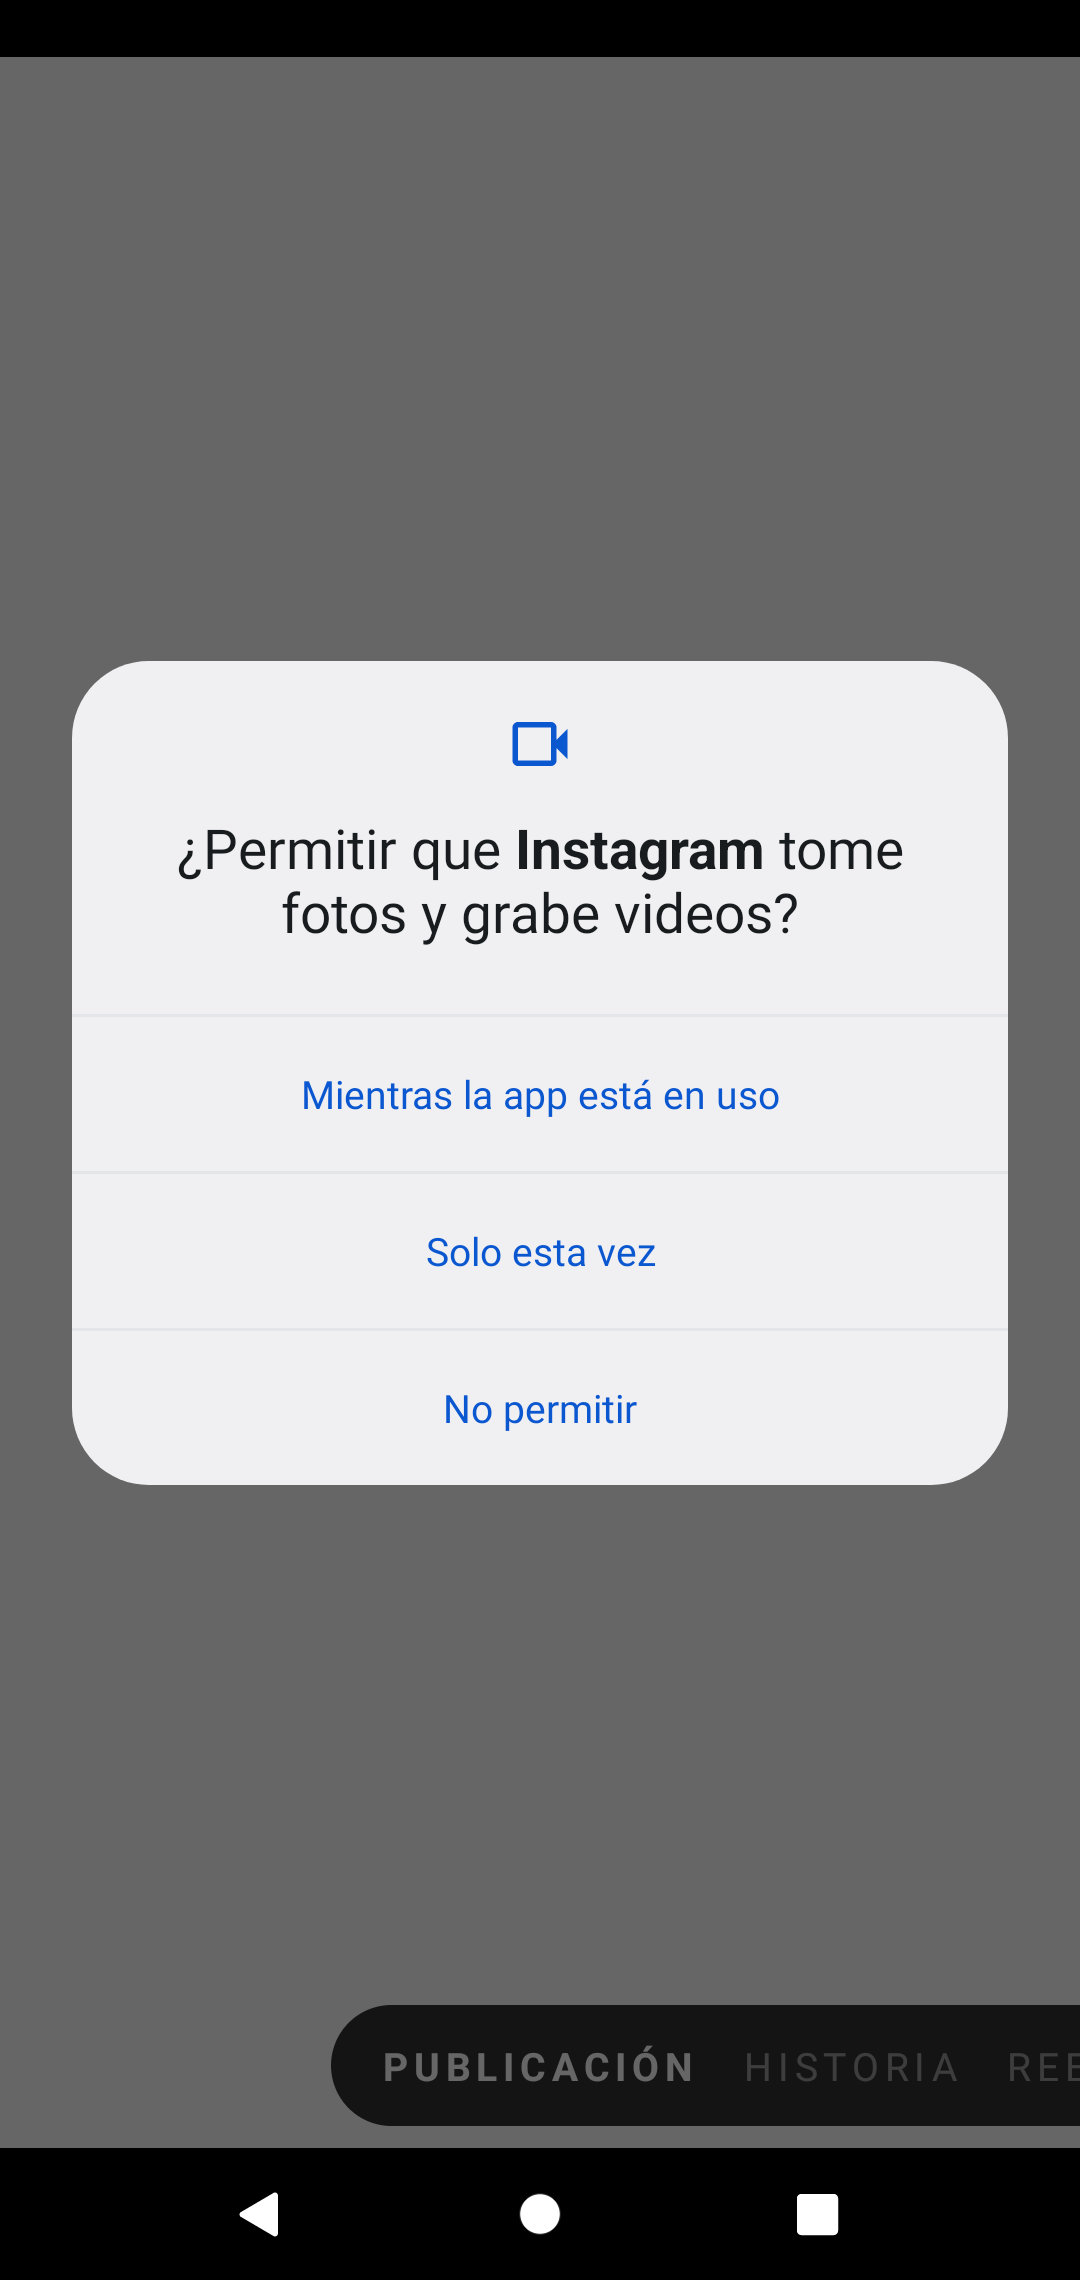 ¿Permitir que Instagram tome
fotos y grabe videos?
Mientras la app está en uso
Solo esta vez
No permitir
PUBLICACIÓN HISTORIA